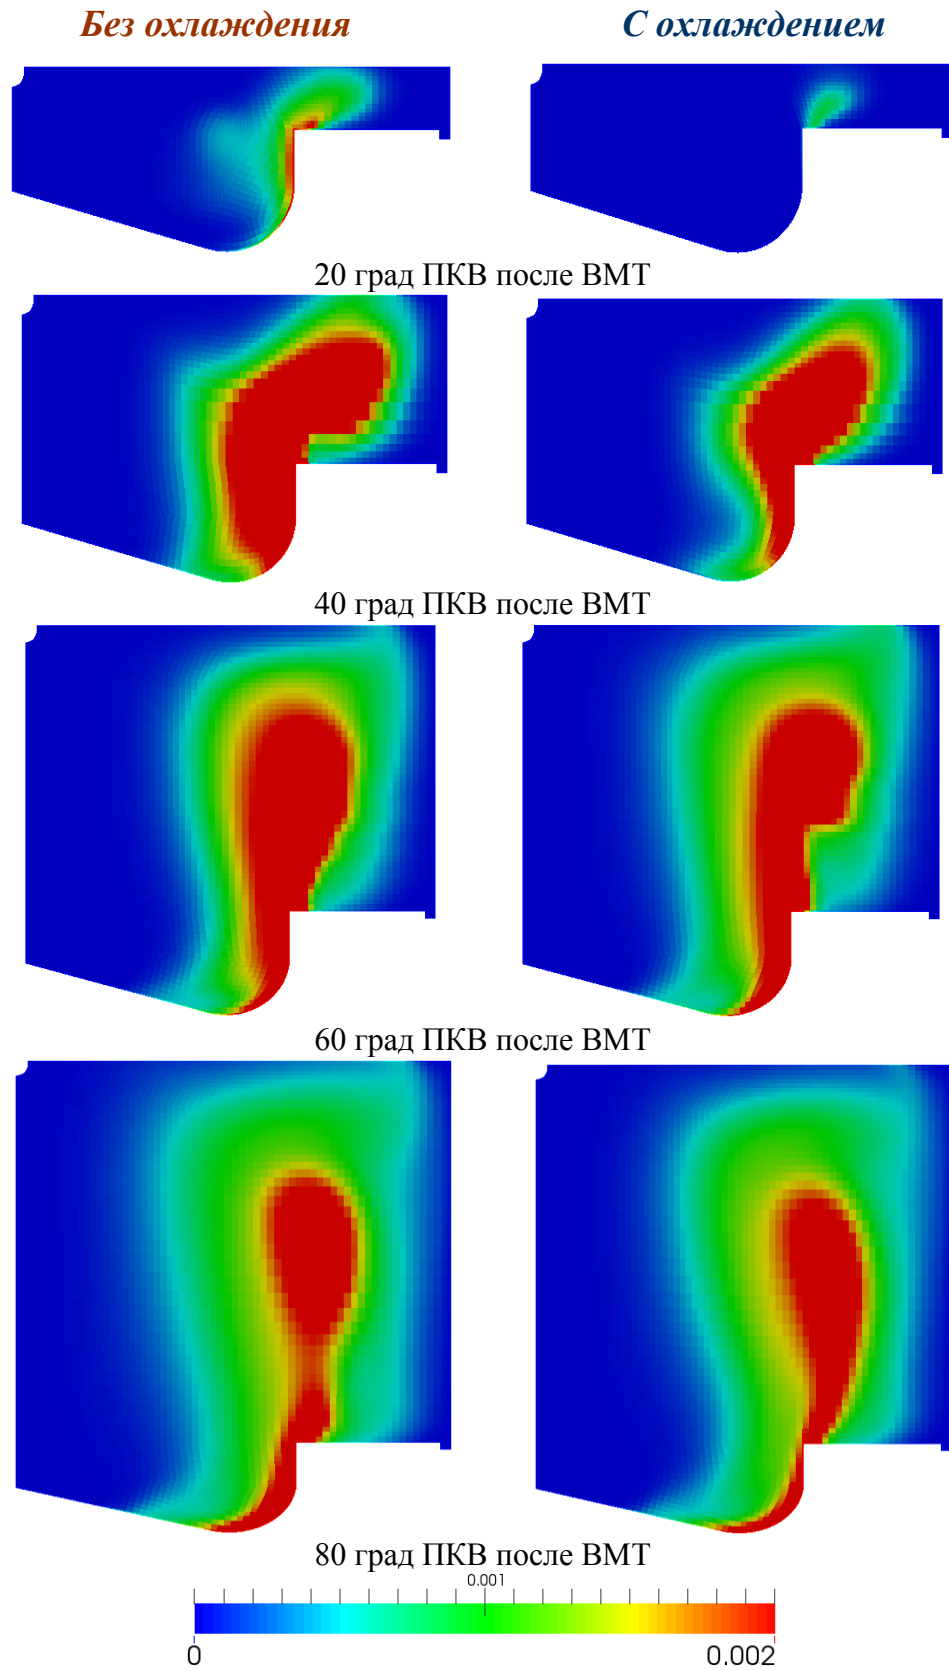 Без охлаждения
С охлаждением
20 град ПКВ после ВМТ
40 град ПКВ после ВМТ
60 град ПКВ после ВМТ
80 град ПКВ после ВМТ
0.001
0
0.002